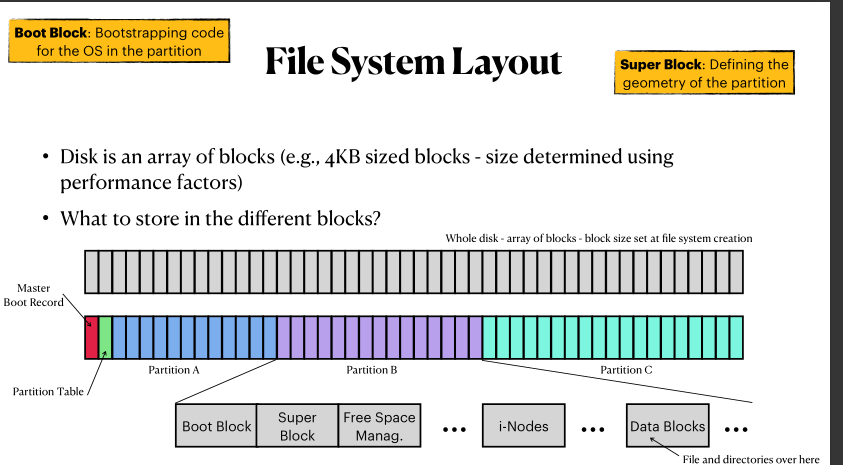 Boot Block: Bootstrapping code
for the OS in the partition
File System Layout
Super Block: Defining the
geometry of the partition
• Disk is an array of blocks (e.g., 4KB sized blocks - size determined using
performance factors)
• What to store in the different blocks?
Whole disk - array of blocks - block size set at file system creation
Master
Boot Record
Partition A
Partition B
Partition C
Partition Table
Boot Block
Super
Block
Free Space
Manag.
•••
i-Nodes
•••
Data Blocks
•••
File and directories over here